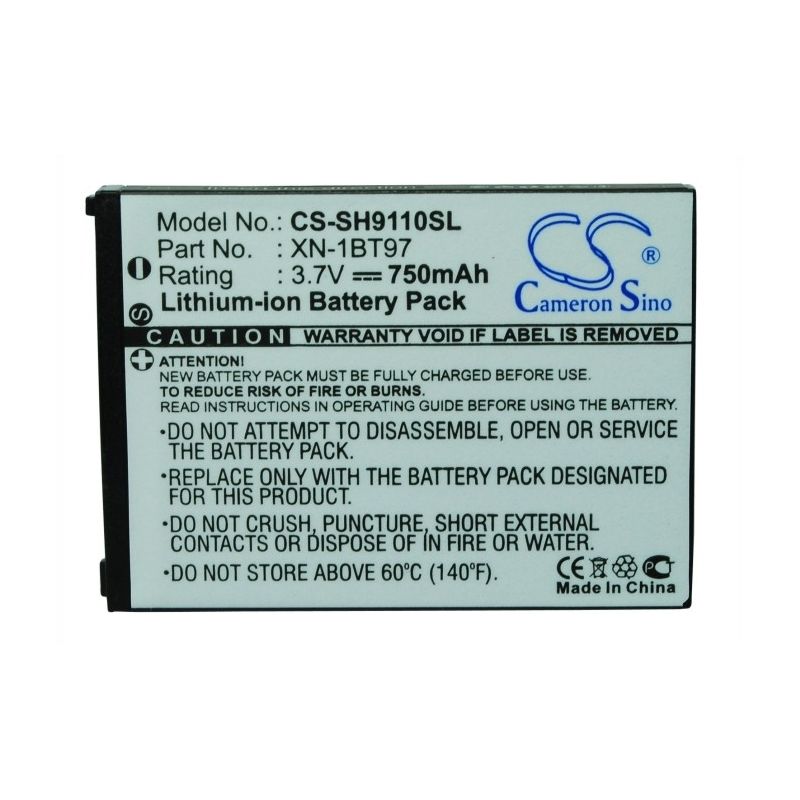 Model No.: CS-SH9110SL
Part No. : XN-1BT97
Rating : 3.7V 750mAh
Lithium-ion Battery Pack
CS ®
Cameron Sino
S
CAUTION WARRANTY VOID IF LABEL IS REMOVED
ATTENTION!
NEW BATTERY PACK MUST BE FULLY CHARGED BEFORE USE.
TO REDUCE RISK OF FIRE OR BURNS.
READ INSTRUCTIONS IN OPERATING GUIDE BEFORE USING THE BATTERY.
·DO NOT ATTEMPT TO DISASSEMBLE, OPEN OR SERVICE
THE BATTERY PACK.
·REPLACE ONLY WITH THE BATTERY PACK DESIGNATED
FOR THIS PRODUCT.
·DO NOT CRUSH, PUNCTURE, SHORT EXTERNAL
CONTACTS, OR DISPOSE OF IN FIRE OR WATER.
·DO NOT STORE ABOVE 60°C (140°F).
CE
Made In China